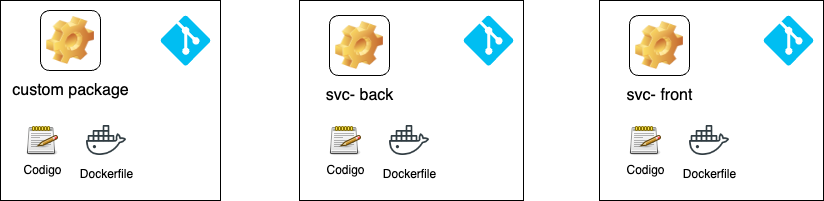 custom package
Codigo
Dockerfile
svc- back
Codigo
Dockerfile
svc- front
Codigo
Dockerfile